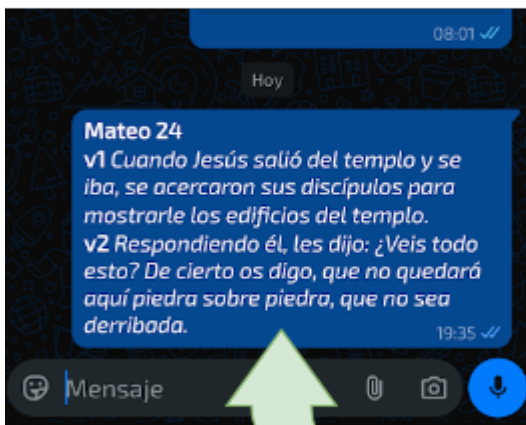 08:01
Hoy
Mateo 24
v1 Cuando Jesús salió del templo y se
iba, se acercaron sus discípulos para
mostrarle los edificios del templo.
v2 Respondiendo él, les dijo: ¿Veis todo
esto? De cierto os digo, que no quedará
aquí piedra sobre piedra, que no sea
derribada.
19:35
Mensaje